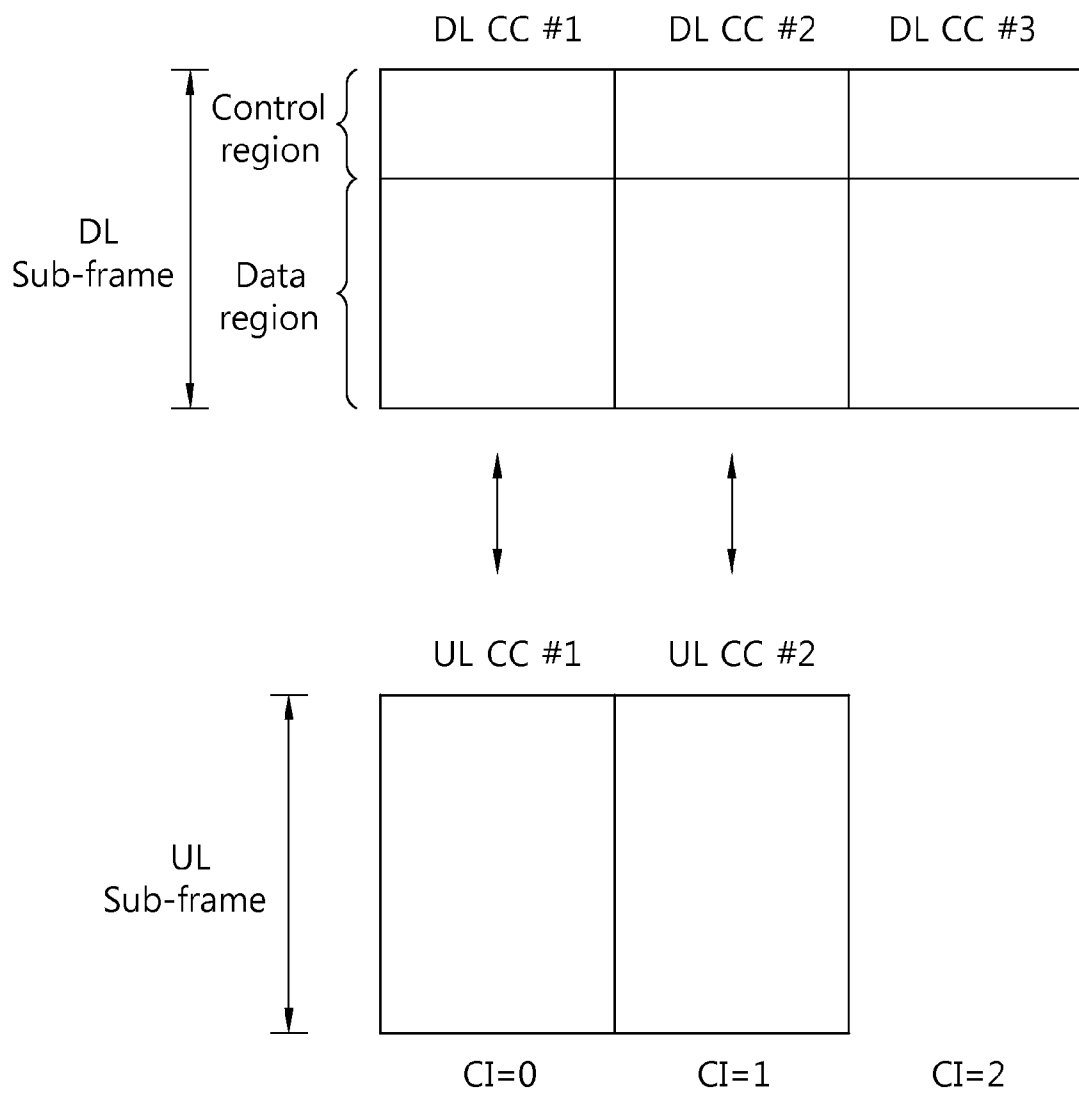 DL CC #1
DL CC #2
DL CC #3
Control
region
DL
Sub-frame
Data
region
UL CC #1
UL CC #2
UL
Sub-frame
CI=0
CI=1
CI=2